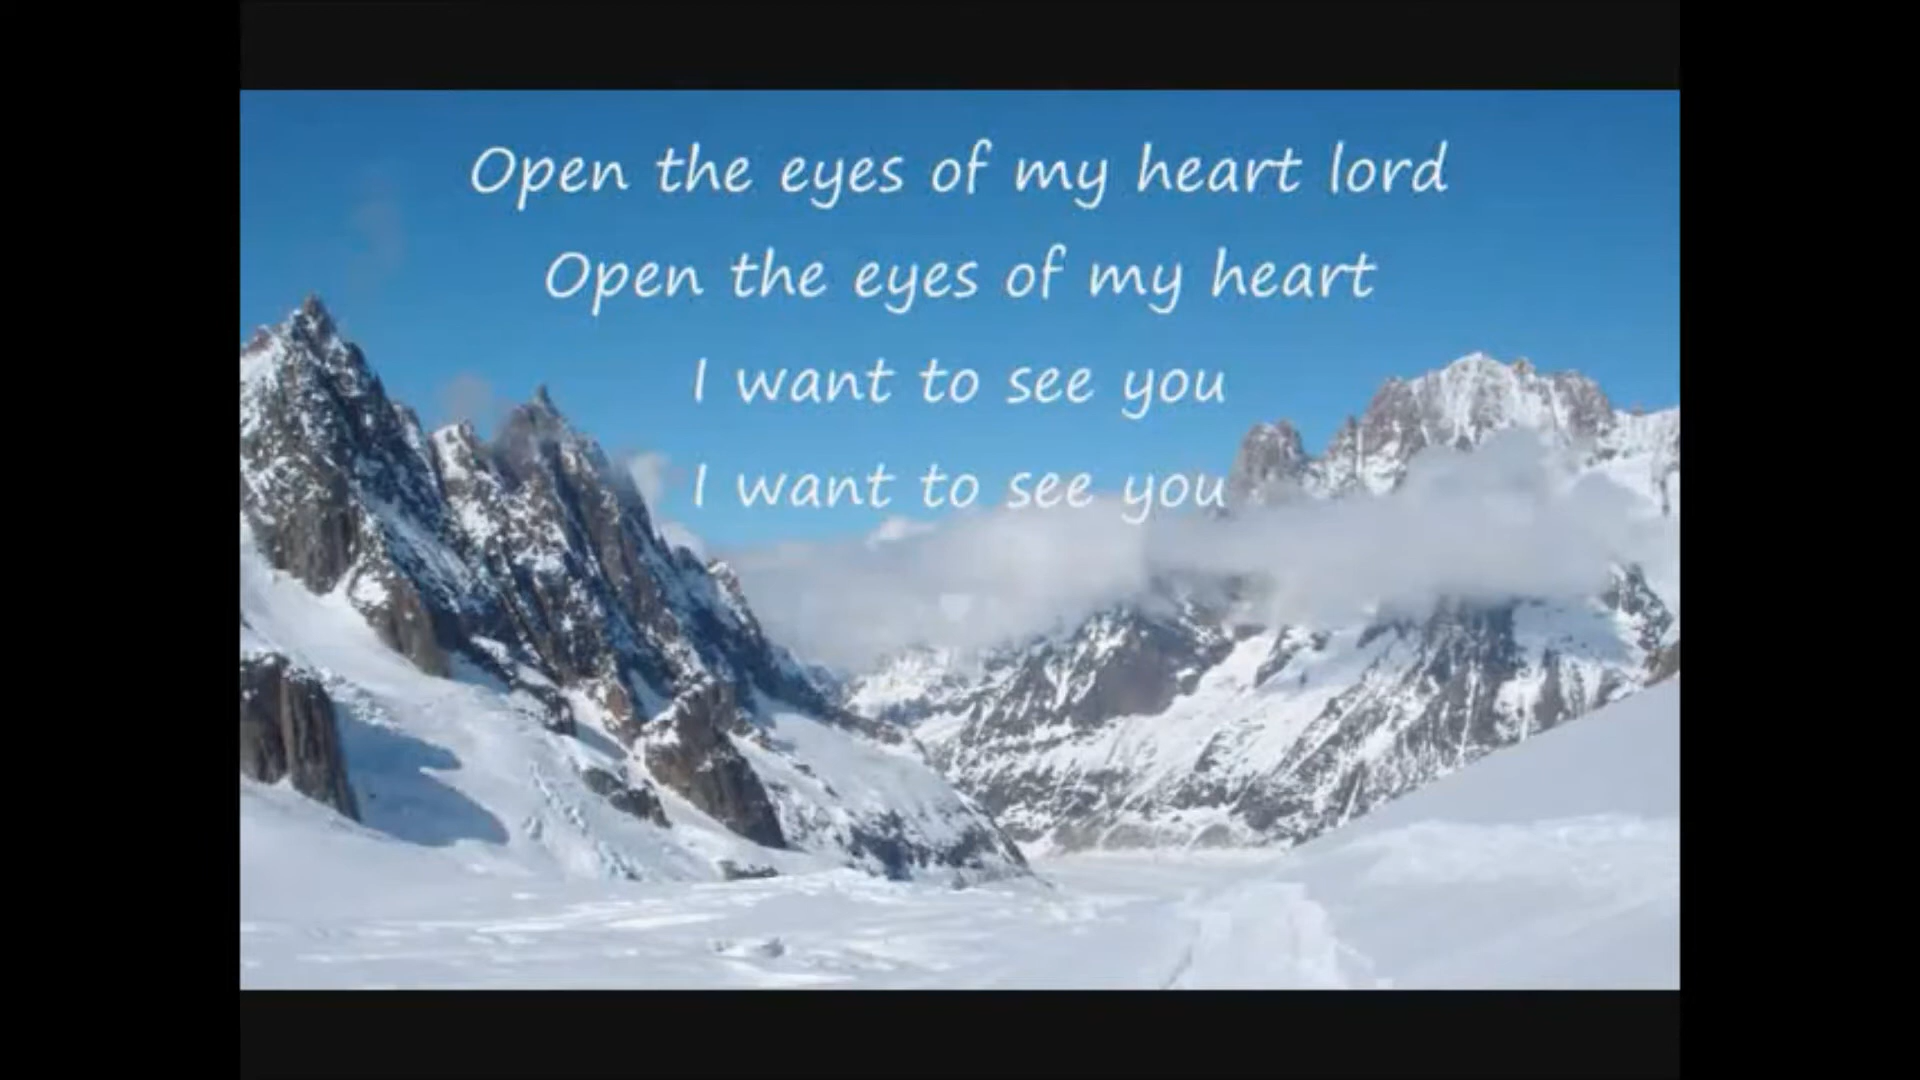 Open the eyes of my heart lord
Open the eyes of my heart
I want to see you
I want to see you